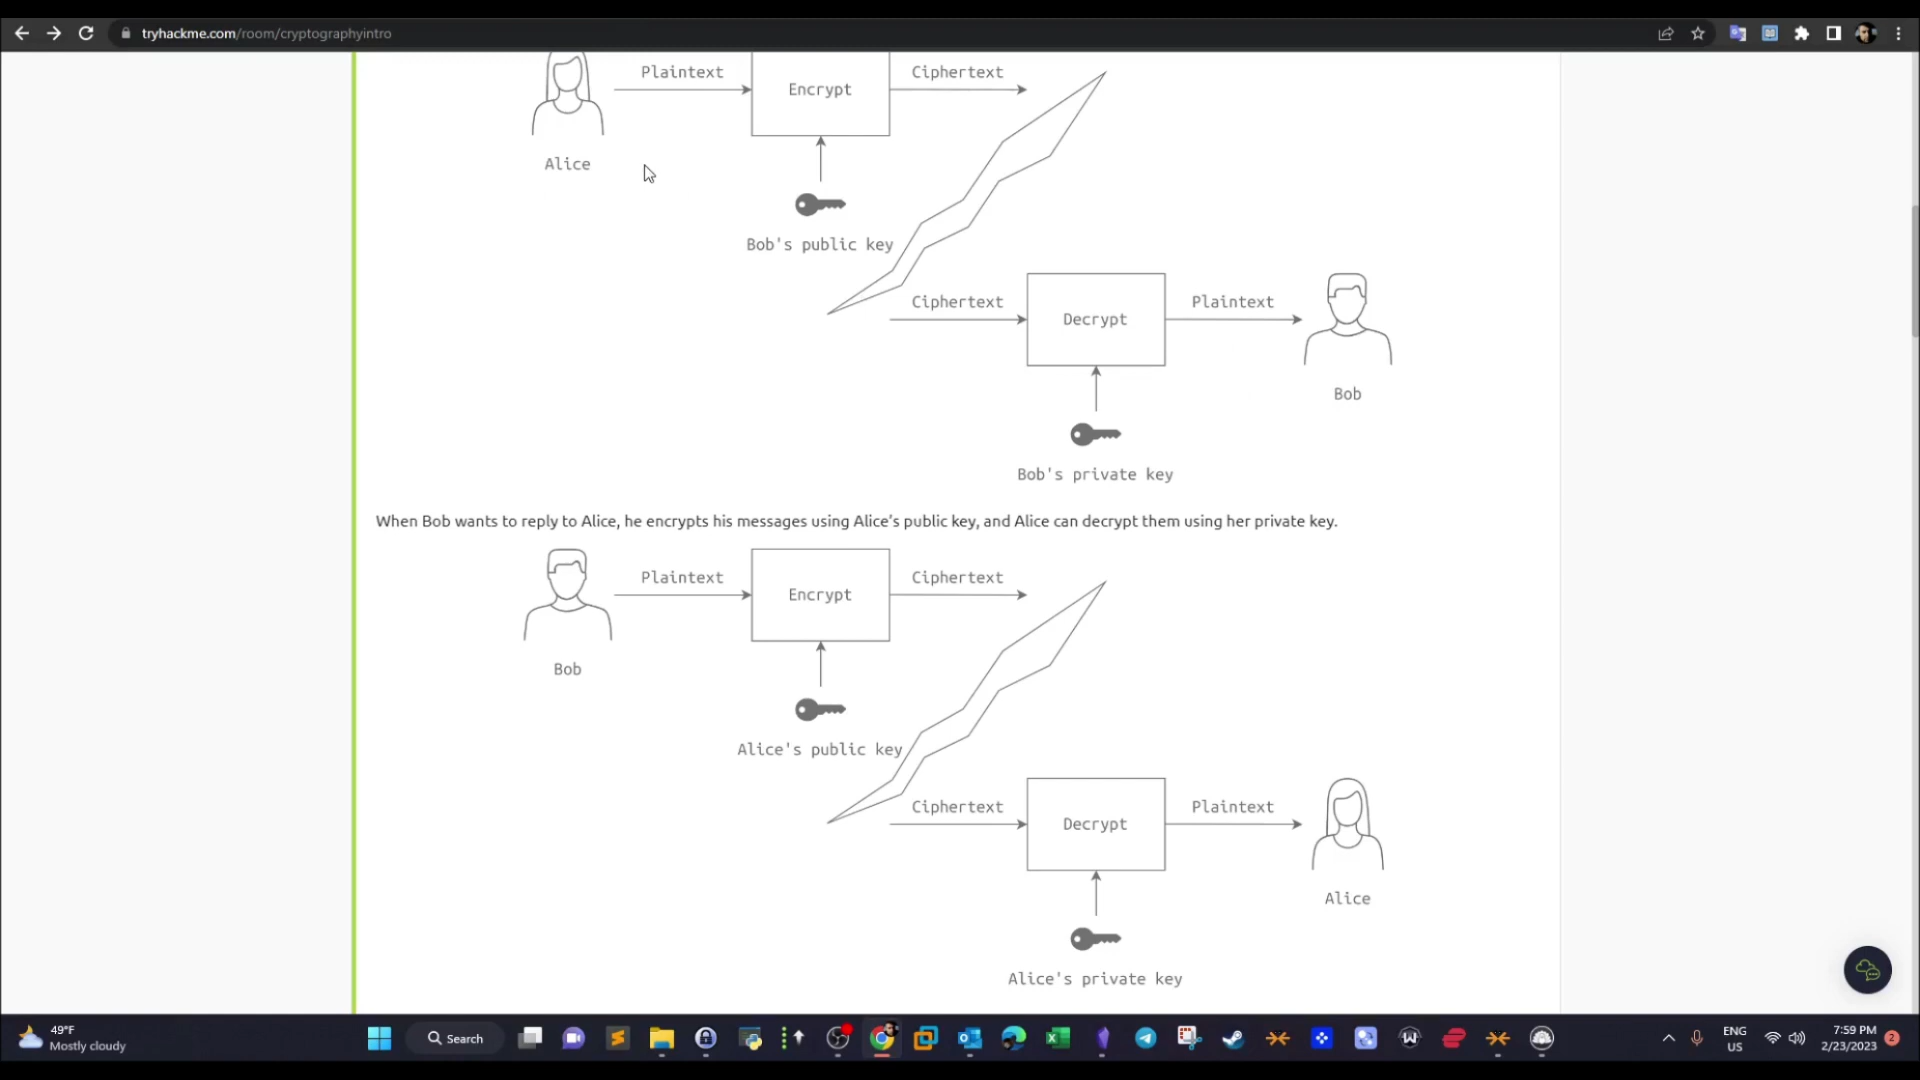 tryhackme.com/room/cryptographyintro
Plaintext
Encrypt
Ciphertext
Alice
Bob's public key
Ciphertext
Decrypt
Plaintext
Bob
Bob's private key
When Bob wants to reply to Alice, he encrypts his messages using Alice's public key, and Alice can decrypt them using her private key.
Plaintext
Encrypt
Ciphertext
Bob
Alice's public key
Ciphertext
Decrypt
Plaintext
Alice
Alice's private key
49°F
Mostly cloudy
Search
ENG
US
7:59 PM
2/23/2023
2